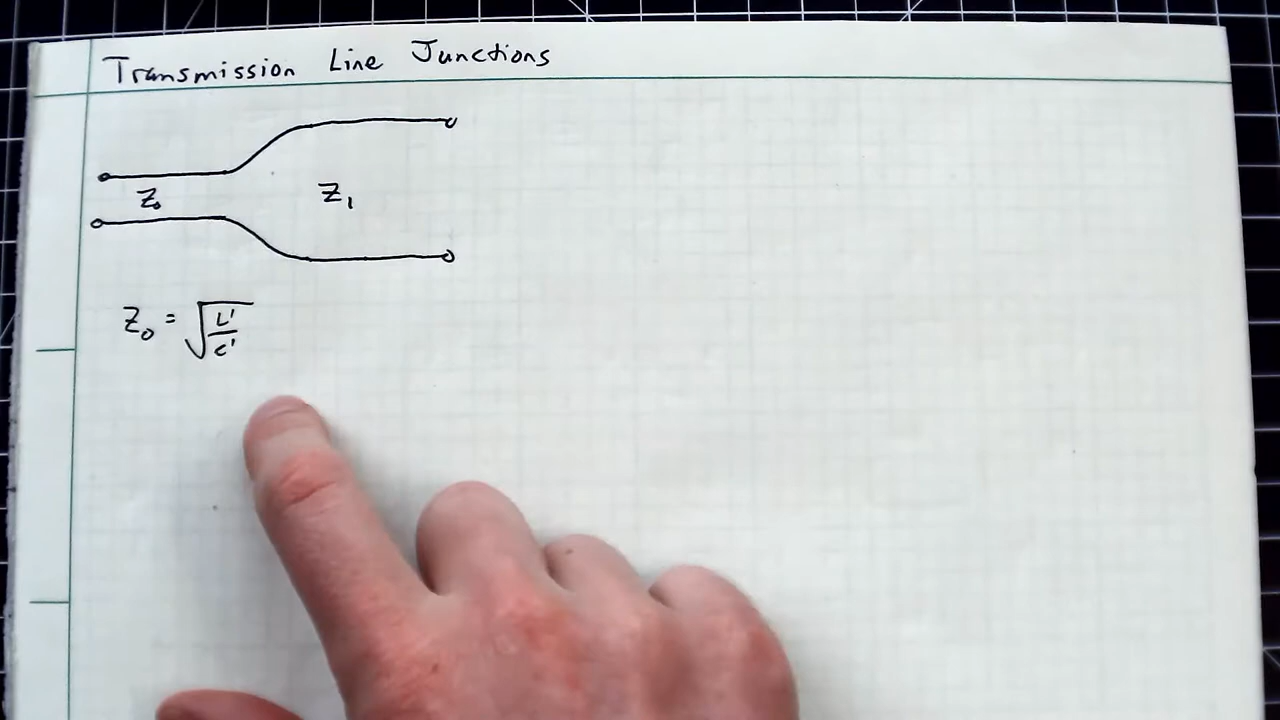 Transmission Line Junctions
Z₀
Z₁
Z₀ = √(L'/C')